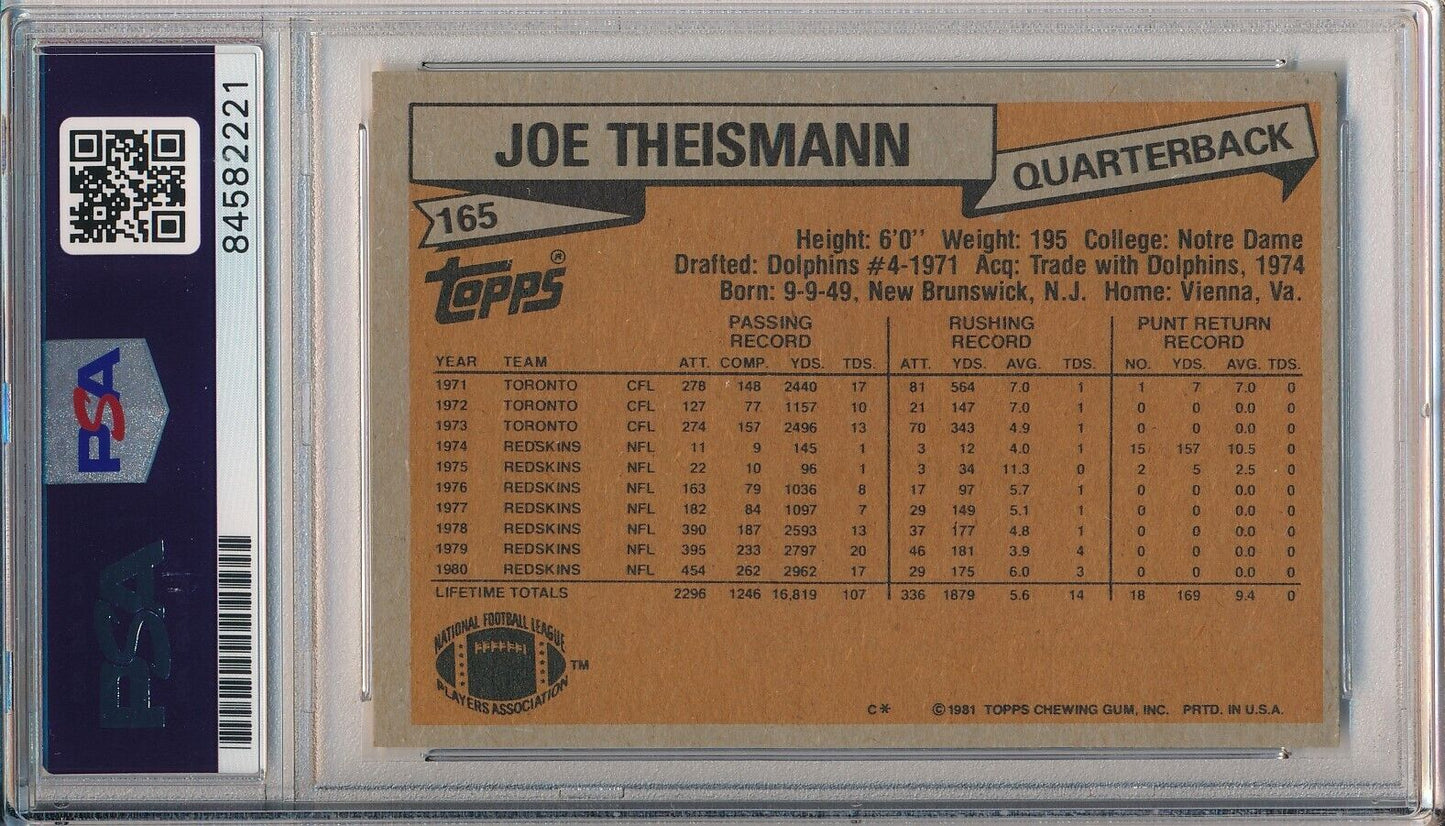 84582221
PSA
PSA
JOE THEISMANN
QUARTERBACK
165
TOPPS®
Height: 6'0'' Weight: 195 College: Notre Dame
Drafted: Dolphins #4-1971 Acq: Trade with Dolphins, 1974
Born: 9-9-49, New Brunswick, N.J. Home: Vienna, Va.
PASSING RUSHING PUNT RETURN
RECORD RECORD RECORD
YEAR TEAM ATT. COMP. YDS. TDS. ATT. YDS. AVG. TDS. NO. YDS. AVG. TDS.
1971 TORONTO CFL 278 148 2440 17 81 564 7.0 1 1 7 7.0 0
1972 TORONTO CFL 127 77 1157 10 21 147 7.0 1 0 0 0.0 0
1973 TORONTO CFL 274 157 2496 13 70 343 4.9 1 0 0 0.0 0
1974 REDSKINS NFL 11 9 145 1 3 12 4.0 1 15 157 10.5 0
1975 REDSKINS NFL 22 10 96 1 3 34 11.3 0 2 5 2.5 0
1976 REDSKINS NFL 163 79 1036 8 17 97 5.7 1 0 0 0.0 0
1977 REDSKINS NFL 182 84 1097 7 29 149 5.1 1 0 0 0.0 0
1978 REDSKINS NFL 390 187 2593 13 37 177 4.8 1 0 0 0.0 0
1979 REDSKINS NFL 395 233 2797 20 46 181 3.9 4 0 0 0.0 0
1980 REDSKINS NFL 454 262 2962 17 29 175 6.0 3 0 0 0.0 0
LIFETIME TOTALS 2296 1246 16,819 107 336 1879 5.6 14 18 169 9.4 0
NATIONAL FOOTBALL LEAGUE
PLAYERS ASSOCIATION
TM
C* ©1981 TOPPS CHEWING GUM, INC. PRTD. IN U.S.A.